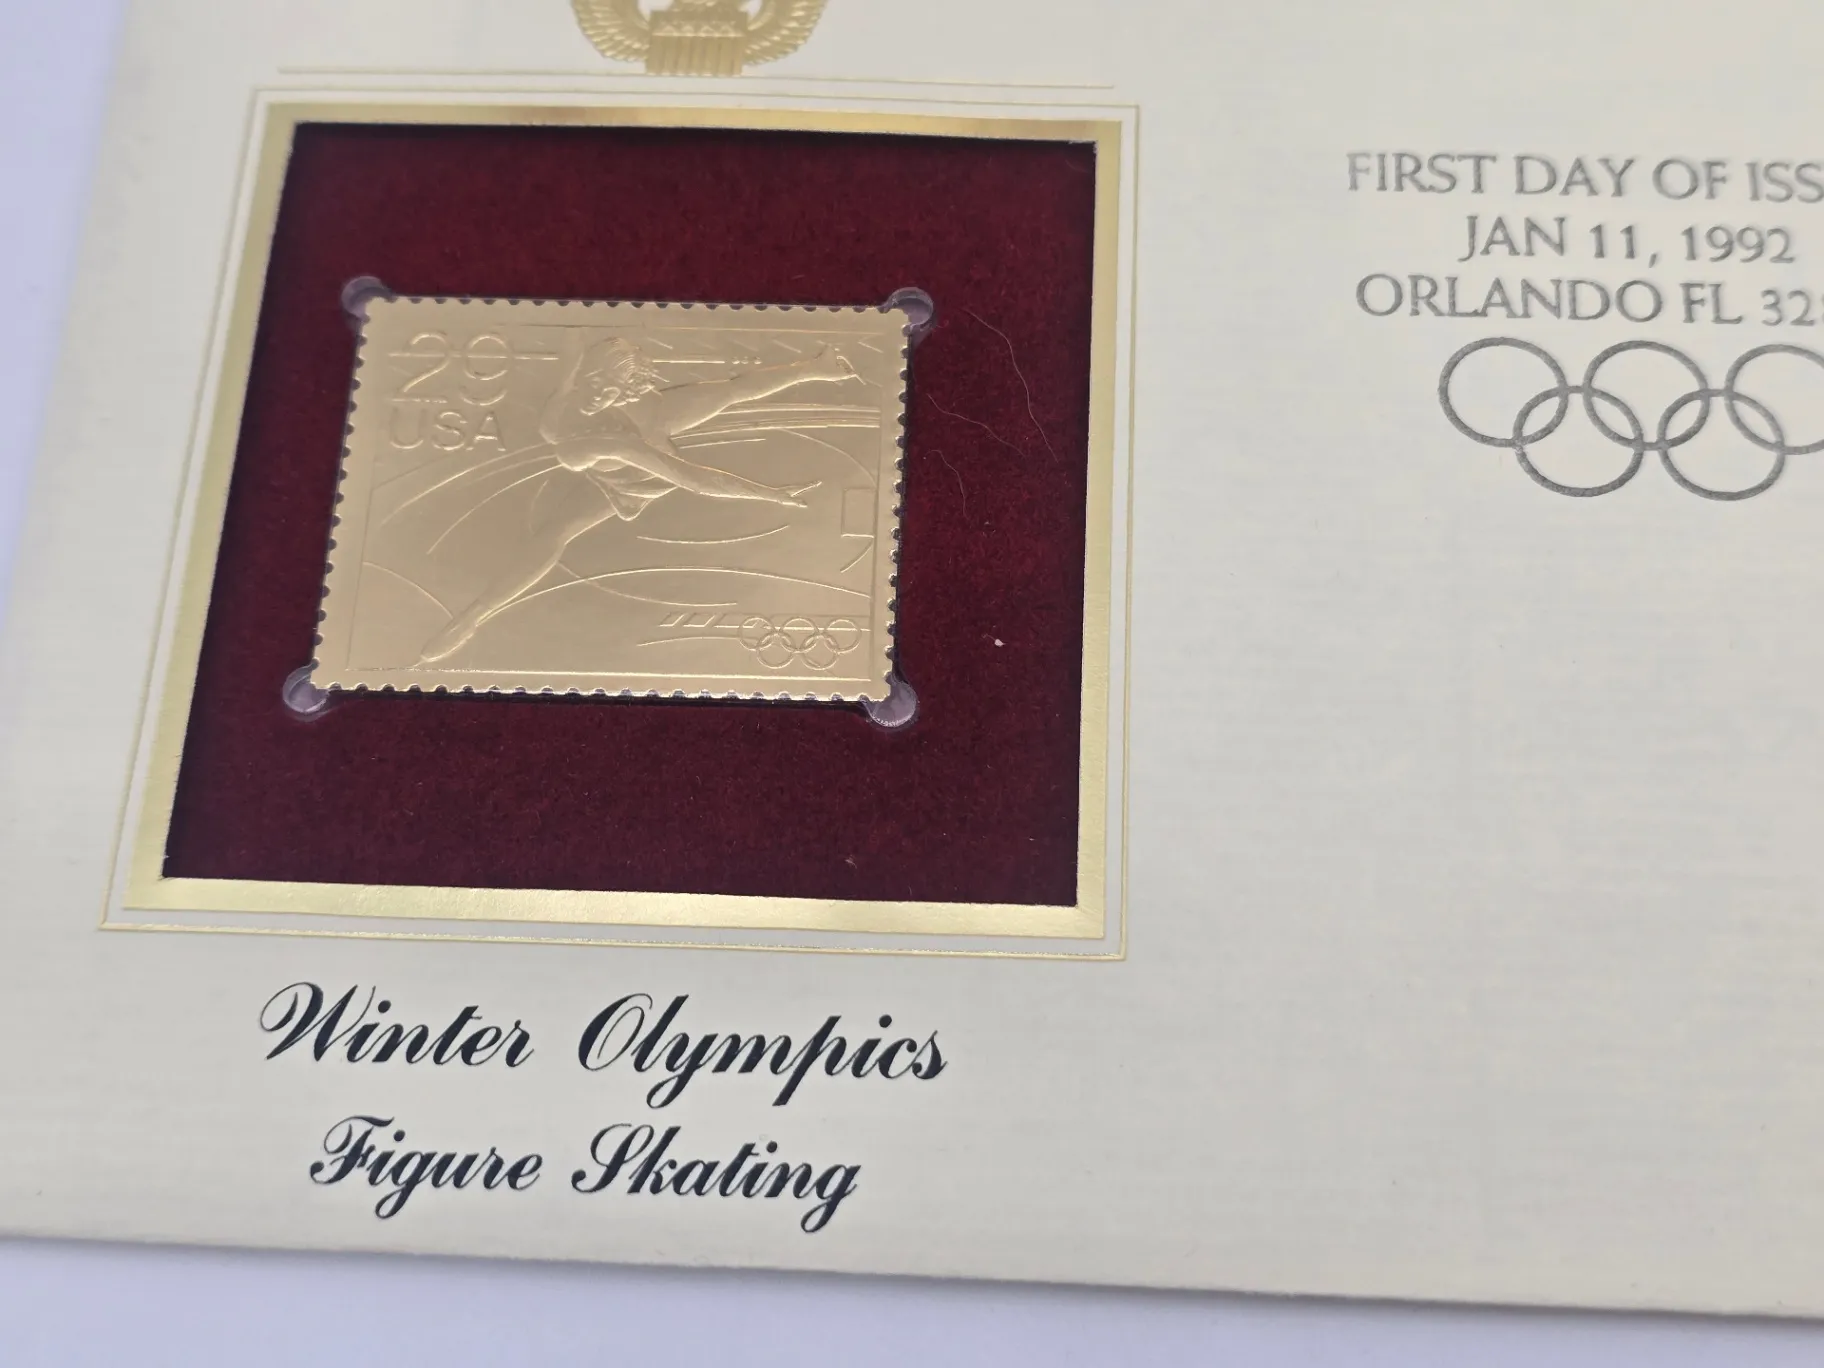 FIRST DAY OF ISS
JAN 11, 1992
ORLANDO FL 32
29
USA
Winter Olympics
Figure Skating